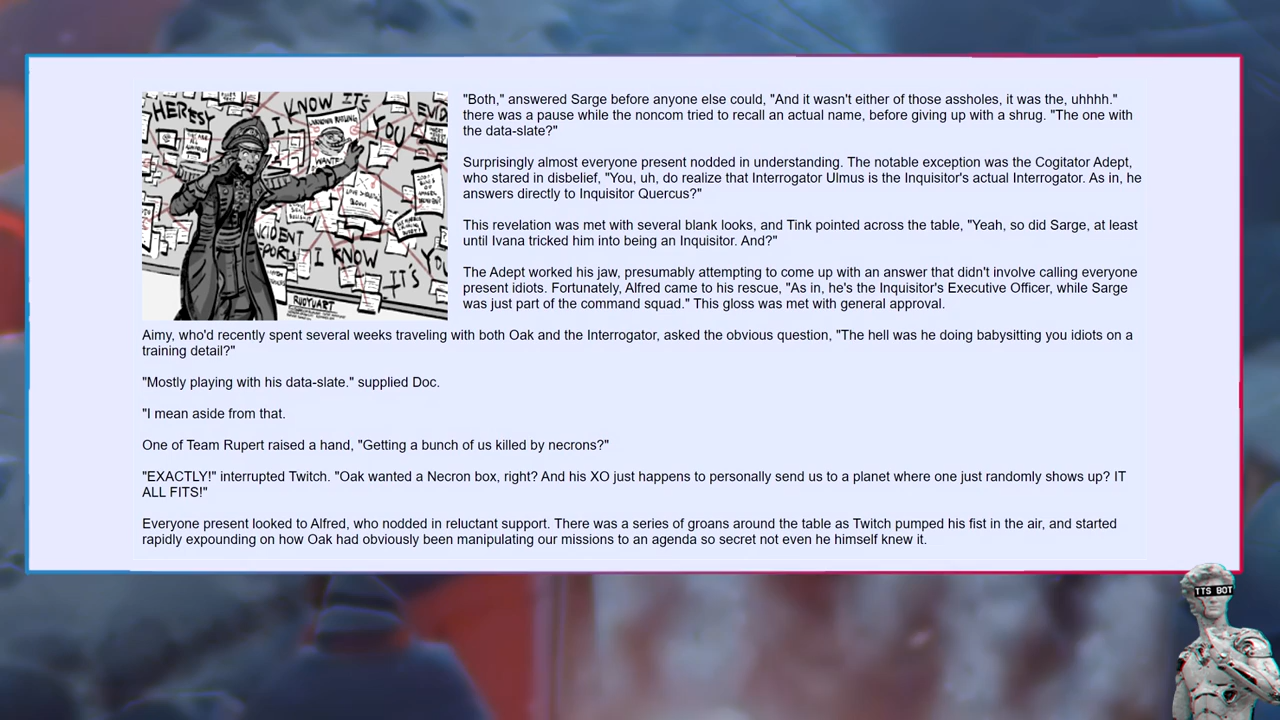 HERESY
I KNOW IT'S
YOU
EVID
UNKNOWN RATLING
WANTED
I KNOW
IT'S
YOU
RUOYUART
"Both," answered Sarge before anyone else could, "And it wasn't either of those assholes, it was the, uhhhh."
there was a pause while the noncom tried to recall an actual name, before giving up with a shrug. "The one with
the data-slate?"
Surprisingly almost everyone present nodded in understanding. The notable exception was the Cogitator Adept,
who stared in disbelief, "You, uh, do realize that Interrogator Ulmus is the Inquisitor's actual Interrogator. As in, he
answers directly to Inquisitor Quercus?"
This revelation was met with several blank looks, and Tink pointed across the table, "Yeah, so did Sarge, at least
until Ivana tricked him into being an Inquisitor. And?"
The Adept worked his jaw, presumably attempting to come up with an answer that didn't involve calling everyone
present idiots. Fortunately, Alfred came to his rescue, "As in, he's the Inquisitor's Executive Officer, while Sarge
was just part of the command squad." This gloss was met with general approval.
Aimy, who'd recently spent several weeks traveling with both Oak and the Interrogator, asked the obvious question, "The hell was he doing babysitting you idiots on a
training detail?"
"Mostly playing with his data-slate." supplied Doc.
"I mean aside from that.
One of Team Rupert raised a hand, "Getting a bunch of us killed by necrons?"
"EXACTLY!" interrupted Twitch. "Oak wanted a Necron box, right? And his XO just happens to personally send us to a planet where one just randomly shows up? IT
ALL FITS!"
Everyone present looked to Alfred, who nodded in reluctant support. There was a series of groans around the table as Twitch pumped his fist in the air, and started
rapidly expounding on how Oak had obviously been manipulating our missions to an agenda so secret not even he himself knew it.
TTS BOT